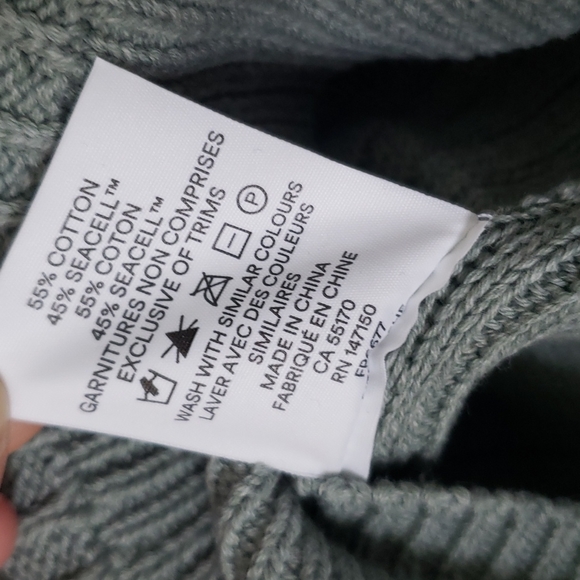 55% COTTON
45% SEACELL™
55% COTON
45% SEACELL™
GARNITURES NON COMPRISES
EXCLUSIVE OF TRIMS
P
WASH WITH SIMILAR COLOURS
LAVER AVEC DES COULEURS
SIMILAIRES
MADE IN CHINA
FABRIQUÉ EN CHINE
CA 55170
RN 147150